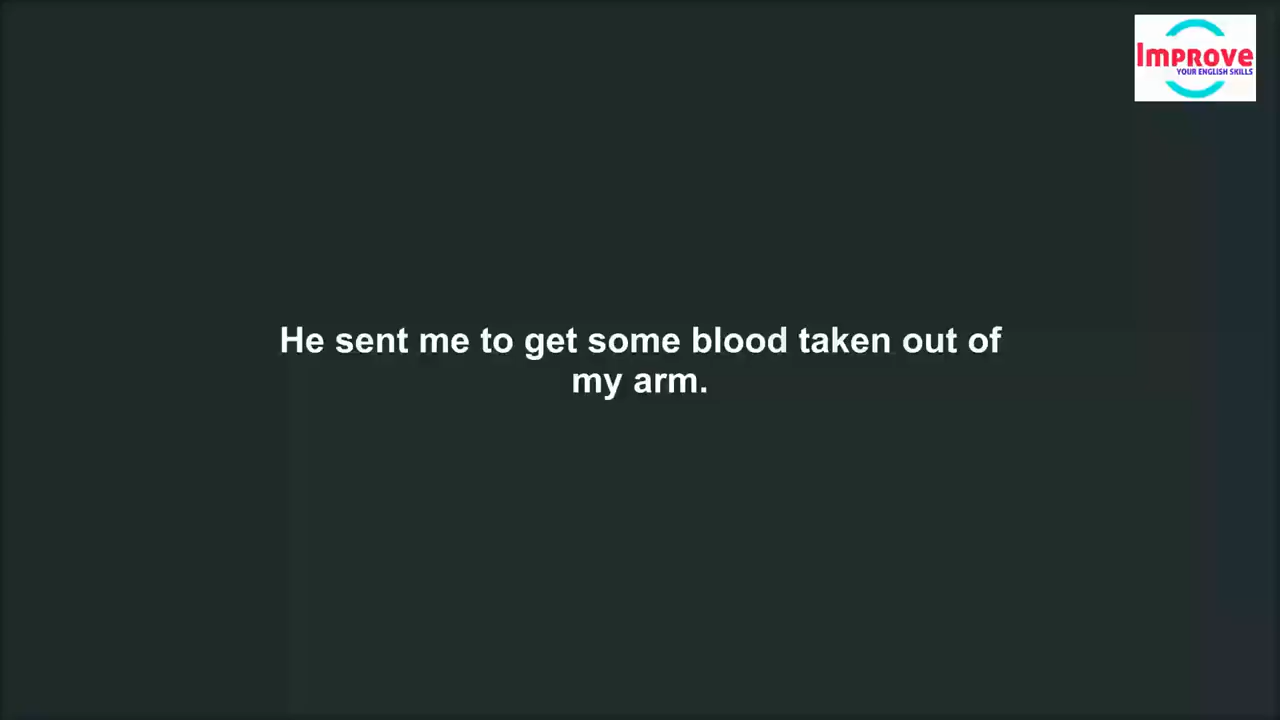 Improve
YOUR ENGLISH SKILLS
He sent me to get some blood taken out of
my arm.